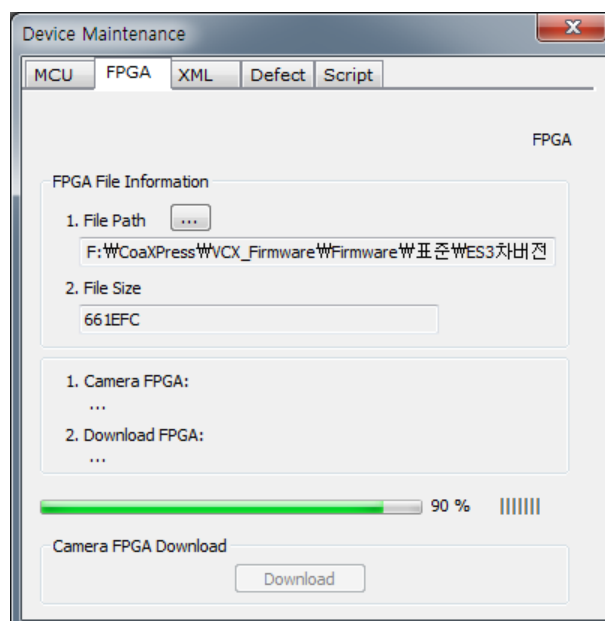 Device Maintenance
MCU FPGA XML Defect Script
FPGA
FPGA File Information
1. File Path ...
F:₩CoaXPress₩VCX_Firmware₩Firmware₩표준₩ES3차버전
2. File Size
661EFC
1. Camera FPGA:
...
2. Download FPGA:
...
90 %
Camera FPGA Download
Download